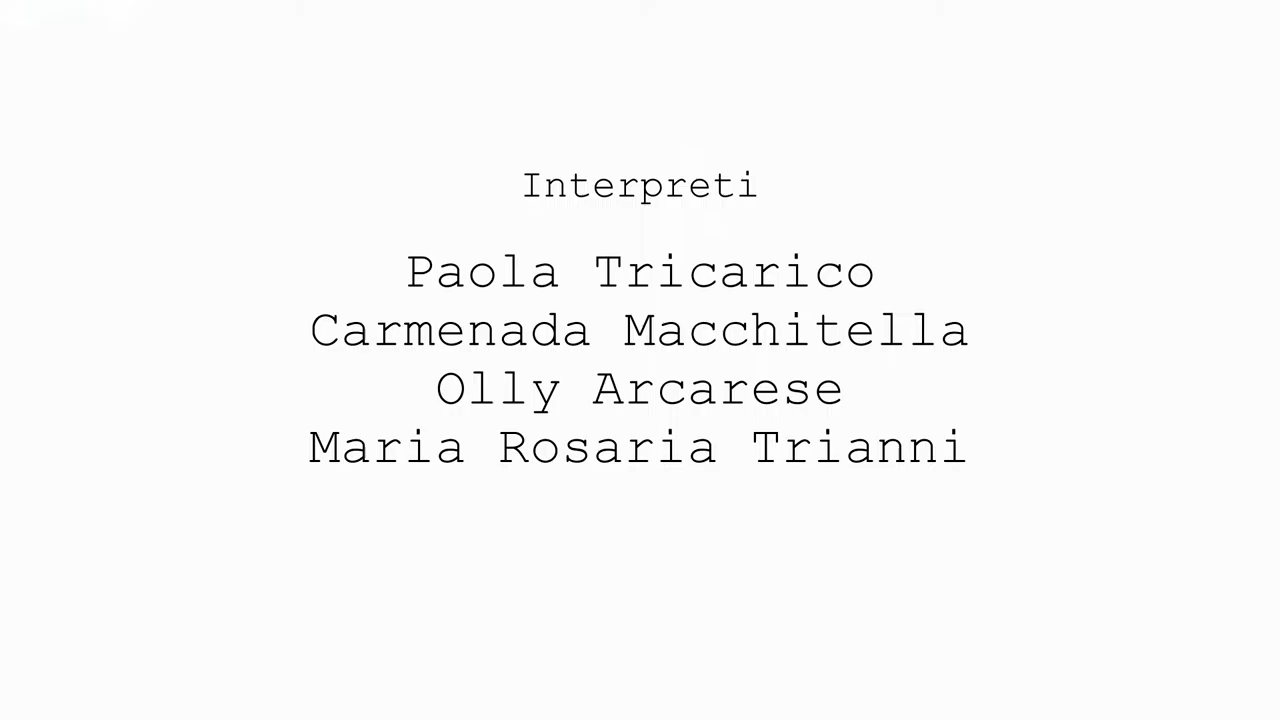 Interpreti
Paola Tricarico
Carmenada Macchitella
Olly Arcarese
Maria Rosaria Trianni